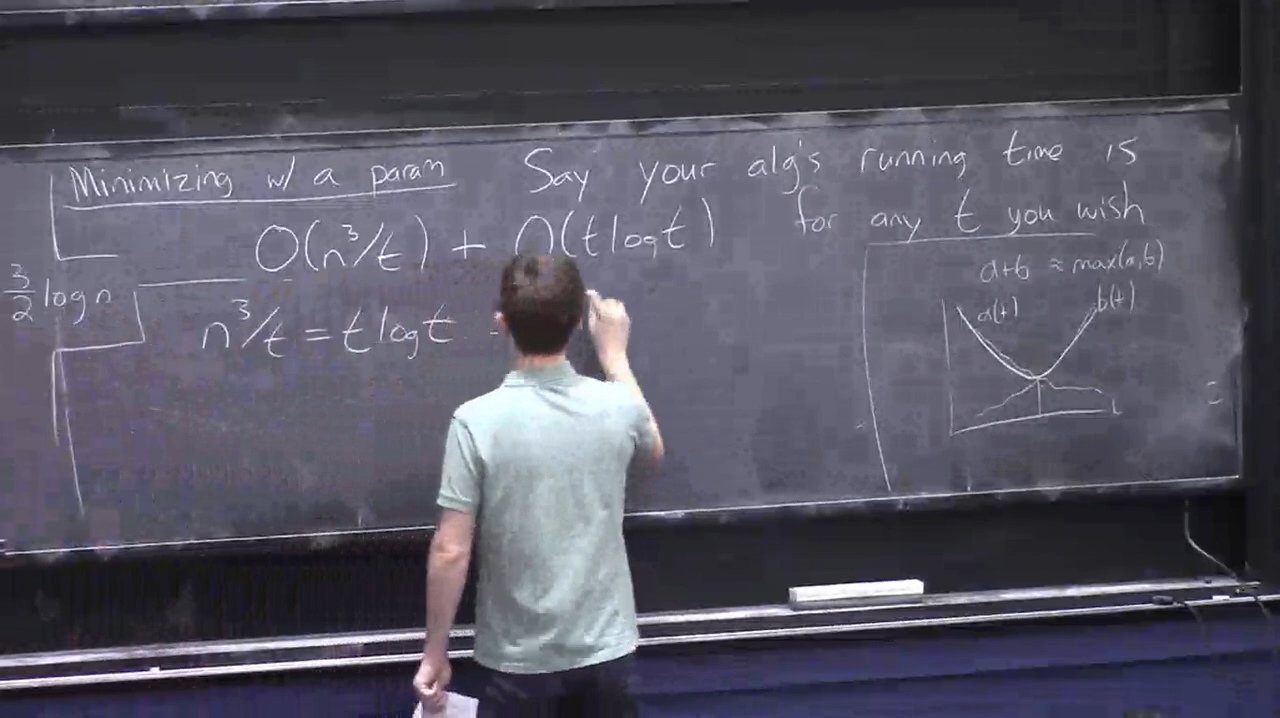 Minimizing w/ a param
Say your alg's running time is
for any t you wish
O(n³/t) + O(t log t)
3/2 log n
n³/t = t log t
a+b ≈ max(a,b)
a(t)
b(t)